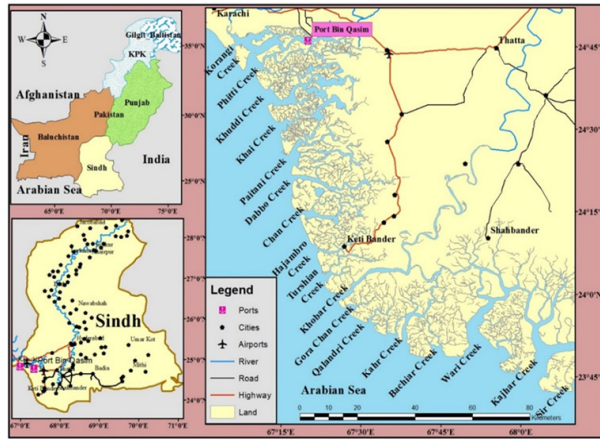 N
W E
S
Gilgit Baltistan
KPK
Afghanistan
Punjab
Pakistan
Baluchistan
Iran
India
Sindh
Arabian Sea
35°0'E
30°0'E
25°0'E
65°0'E 70°0'E 75°0'E
Nawabshah
Sindh
Hyderabad
Umar Kot
Port Bin Qasim
Badin
Mithi
28°0'E
27°0'E
26°0'E
25°0'E
24°0'E
67°0'E 68°0'E 69°0'E 70°0'E 71°0'E
Legend
Ports
Cities
Airports
River
Road
Highway
Land
Karachi
Port Bin Qasim
Thatta
Korangi Creek
Phitti Creek
Khuddi Creek
Khai Creek
Paitani Creek
Dabbo Creek
Chan Creek
Hajambro Creek
Turshian Creek
Khobar Creek
Gora Chan Creek
Qalandri Creek
Kahr Creek
Bachiar Creek
Wari Creek
Kajhar Creek
Sir Creek
Keti Bander
Shahbander
Arabian Sea
0 10 20 40 60 80
Kilometers
24°45'E
24°30'E
24°15'E
24°0'E
23°45'E
67°15'E 67°30'E 67°45'E 68°0'E